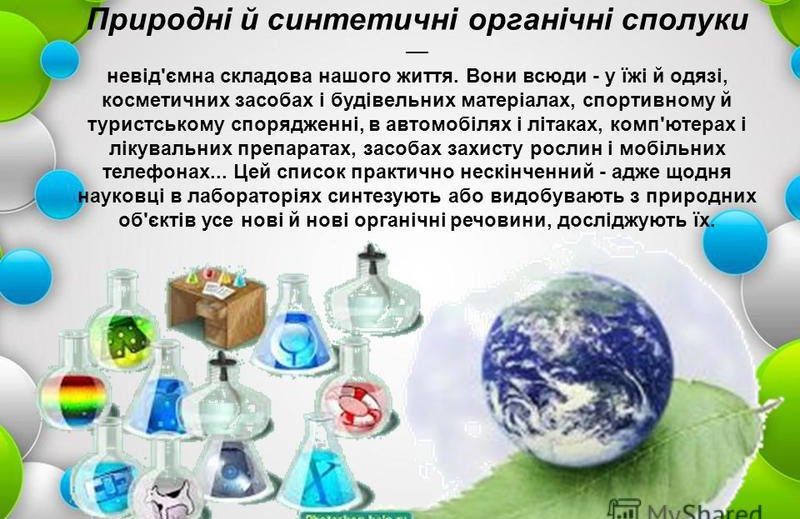 Природні й синтетичні органічні сполуки
—
невід'ємна складова нашого життя. Вони всюди - у їжі й одязі,
косметичних засобах і будівельних матеріалах, спортивному й
туристському спорядженні, в автомобілях і літаках, комп'ютерах і
лікувальних препаратах, засобах захисту рослин і мобільних
телефонах... Цей список практично нескінченний - адже щодня
науковці в лабораторіях синтезують або видобувають з природних
об'єктів усе нові й нові органічні речовини, досліджують їх.
X
MyShared